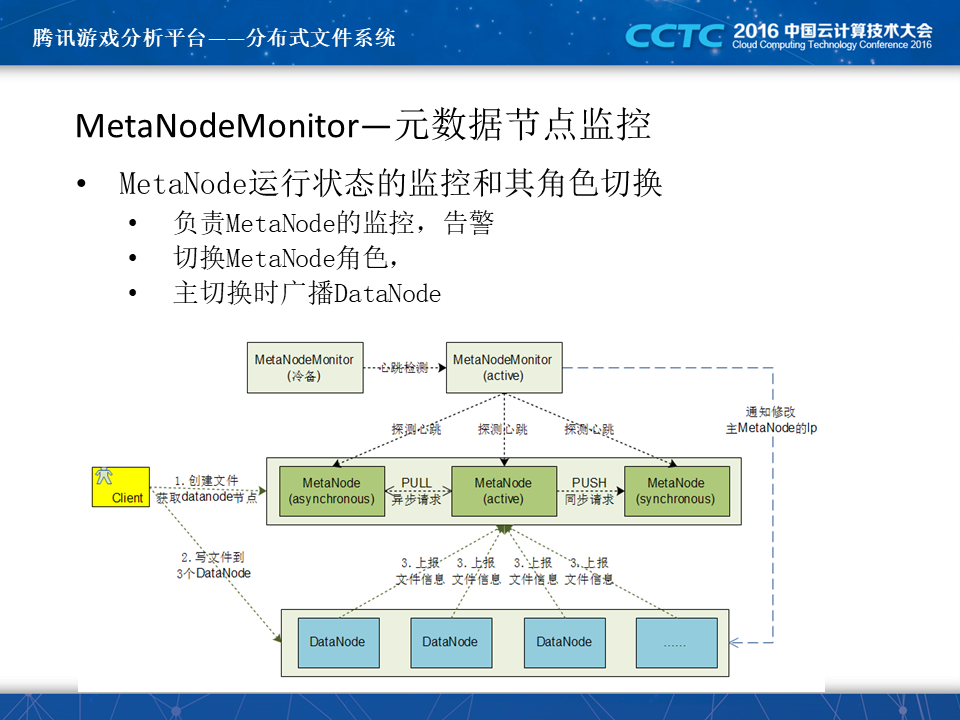 腾讯游戏分析平台——分布式文件系统
CCTC 2016 中国云计算技术大会
Cloud Computing Technology Conference 2016
MetaNodeMonitor—元数据节点监控
• MetaNode运行状态的监控和其角色切换
• 负责MetaNode的监控，告警
• 切换MetaNode角色，
• 主切换时广播DataNode
MetaNodeMonitor
(冷备)
心跳检测
MetaNodeMonitor
(active)
通知修改
主MetaNode的Ip
探测心跳
探测心跳
探测心跳
Client
1.创建文件
获取datanode节点
MetaNode
(asynchronous)
PULL
异步请求
MetaNode
(active)
PUSH
同步请求
MetaNode
(synchronous)
2.写文件到
3个DataNode
3.上报
文件信息
3.上报
文件信息
3.上报
文件信息
3.上报
文件信息
DataNode
DataNode
DataNode
......